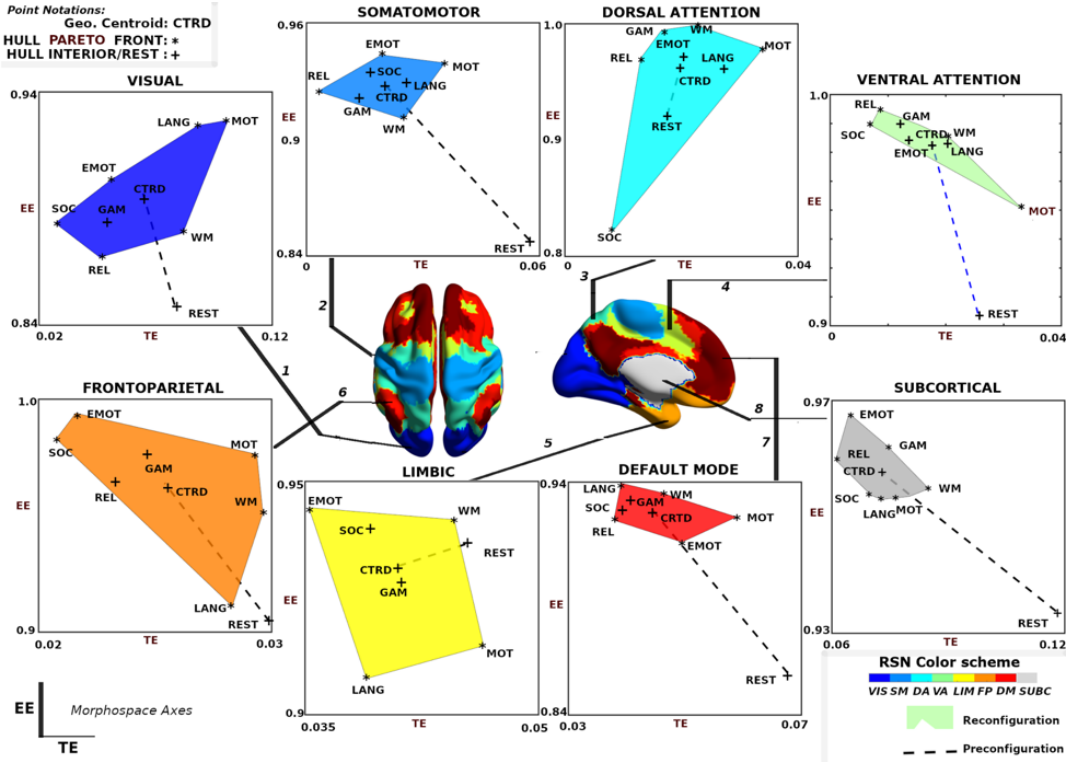 Point Notations:
Geo. Centroid: CTRD
HULL PARETO FRONT: *
HULL INTERIOR/REST : +
VISUAL
0.94
EE
0.84
0.02
TE
0.12
LANG
MOT
EMOT
CTRD
SOC
GAM
WM
REL
REST
SOMATOMOTOR
0.96
EE
0.9
0.84
0
TE
0.06
EMOT
MOT
REL
SOC
LANG
CTRD
GAM
WM
REST
DORSAL ATTENTION
1.0
EE
0.9
0.8
0
TE
0.04
GAM
WM
EMOT
MOT
REL
LANG
CTRD
REST
SOC
VENTRAL ATTENTION
1.0
EE
0.9
0
TE
0.04
REL
GAM
SOC
CTRD
WM
EMOT
LANG
MOT
REST
1
2
3
4
5
6
7
8
FRONTOPARIETAL
1.0
EE
0.9
0.02
TE
0.03
EMOT
SOC
MOT
GAM
REL
CTRD
WM
LANG
REST
LIMBIC
0.95
EE
0.9
0.035
TE
0.05
EMOT
WM
SOC
REST
CTRD
GAM
MOT
LANG
DEFAULT MODE
0.94
EE
0.84
0.03
TE
0.07
LANG
WM
GAM
SOC
CRTD
MOT
REL
EMOT
REST
SUBCORTICAL
0.97
EE
0.93
0.06
TE
0.12
EMOT
GAM
REL
CTRD
WM
SOC
LANG
MOT
REST
EE
Morphospace Axes
TE
RSN Color scheme
VIS SM DA VA LIM FP DM SUBC
Reconfiguration
Preconfiguration